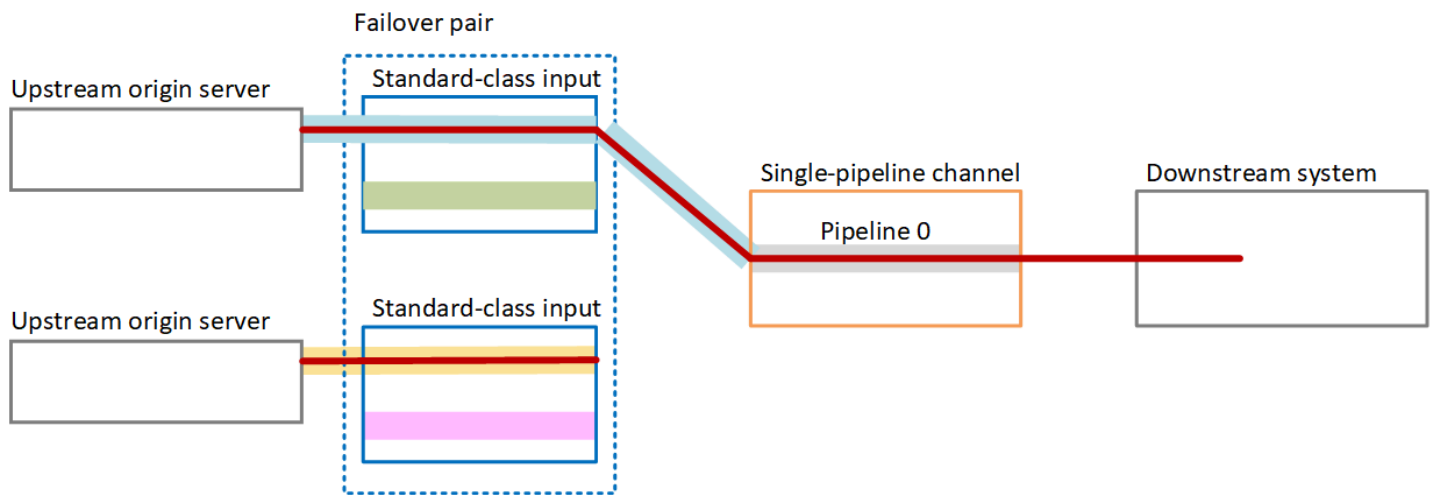 Failover pair
Upstream origin server
Standard-class input
Single-pipeline channel
Downstream system
Pipeline 0
Upstream origin server
Standard-class input